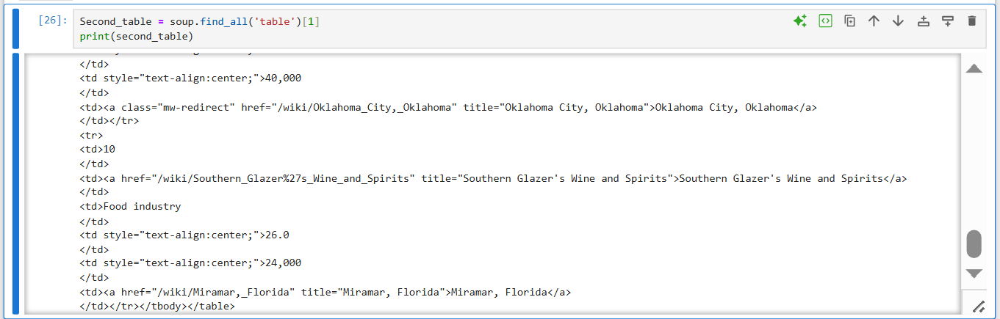 [26]: Second_table = soup.find_all('table')[1]
print(second_table)
</td>
<td style="text-align:center;">40,000
</td>
<td><a class="mw-redirect" href="/wiki/Oklahoma_City,_Oklahoma" title="Oklahoma City, Oklahoma">Oklahoma City, Oklahoma</a>
</td></tr>
<tr>
<td>10
</td>
<td><a href="/wiki/Southern_Glazer%27s_Wine_and_Spirits" title="Southern Glazer's Wine and Spirits">Southern Glazer's Wine and Spirits</a>
</td>
<td>Food industry
</td>
<td style="text-align:center;">26.0
</td>
<td style="text-align:center;">24,000
</td>
<td><a href="/wiki/Miramar,_Florida" title="Miramar, Florida">Miramar, Florida</a>
</td></tr></tbody></table>